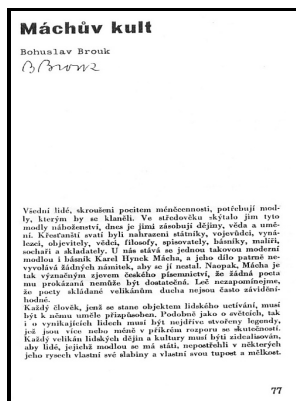 Máchův kult
Bohuslav Brouk
B Brouk
Všední lidé, skroušeni pocitem méněcennosti, potřebují mod-
ly, kterým by se klaněli. Ve středověku skýtalo jim tyto
modly náboženství, dnes je jimi zásobují dějiny, věda a umě-
ní. Křesťanští svatí byli nahrazeni státníky, vojevůdci, vyná-
lezci, objevitely, vědci, filosofy, spisovately, básníky, malíři,
sochaři a skladately. U nás stává se jednou takovou moderní
modlou i básník Karel Hynek Mácha, a jeho dílo patrně ne-
vyvolává žádných námitek, aby se jí nestal. Naopak, Mácha je
tak význačným zjevem českého písemnictví, že žádná pocta
mu prokázaná nemůže být dostatečná. Leč nezapomínejme,
že pocty skládané velikánům ducha nejsou často závidění-
hodné.
Každý člověk, jenž se stane objektem lidského uctívání, musí
být k němu uměle přizpůsoben. Podobně jako o světcích, tak
i o vynikajících lidech musí být nejdříve stvořeny legendy,
jež jsou více nebo méně v příkrém rozporu se skutečností.
Každý velikán lidských dějin a kultury musí býti zidealisován,
aby lidé, jejichž modlou se má státi, nepostřehli v některých
jeho rysech vlastní své slabiny a vlastní svou tupost a mělkost.
77